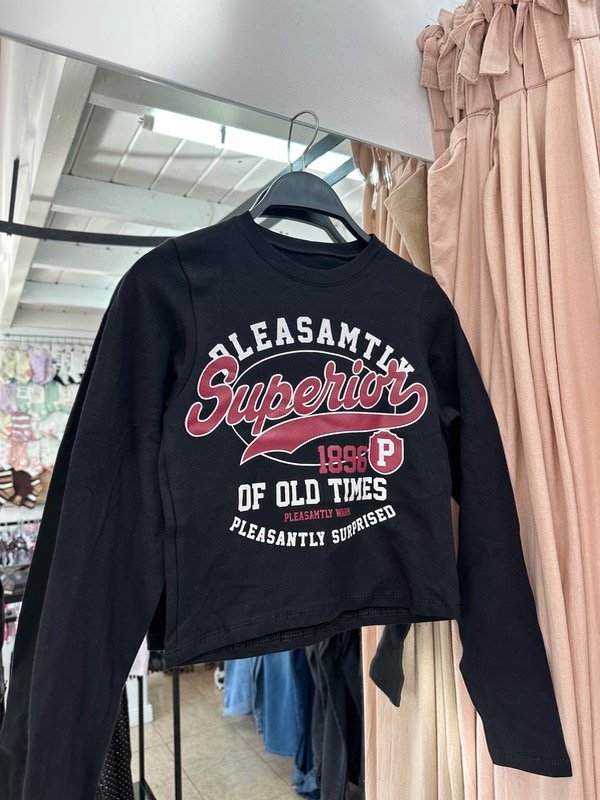 PLEASAMTLY
Superior
1896
P
OF OLD TIMES
PLEASAMTLY WARM
PLEASANTLY SURPRISED